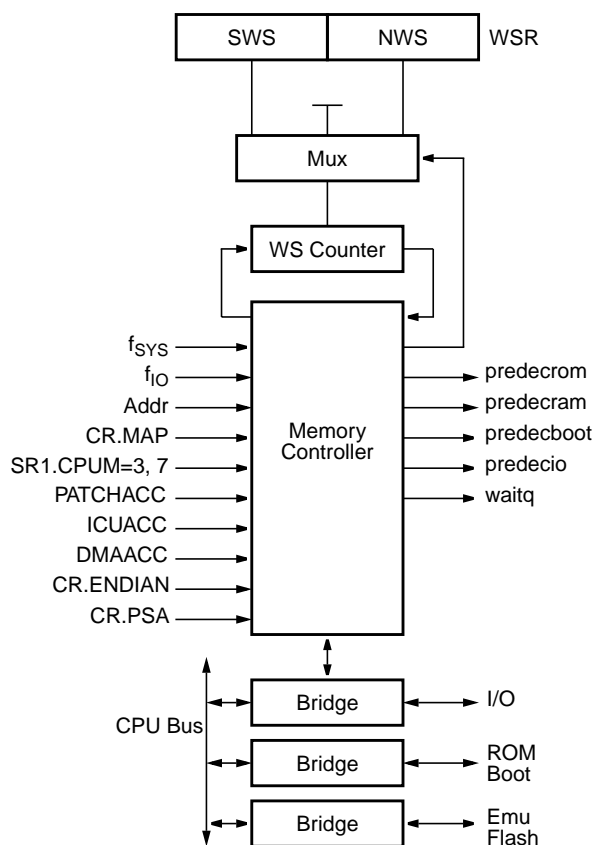 SWS NWS WSR
Mux
WS Counter
fSYS
fIO
Addr
CR.MAP
SR1.CPUM=3, 7
PATCHACC
ICUACC
DMAACC
CR.ENDIAN
CR.PSA
Memory
Controller
predecrom
predecram
predecboot
predecio
waitq
CPU Bus
Bridge
I/O
Bridge
ROM
Boot
Bridge
Emu
Flash